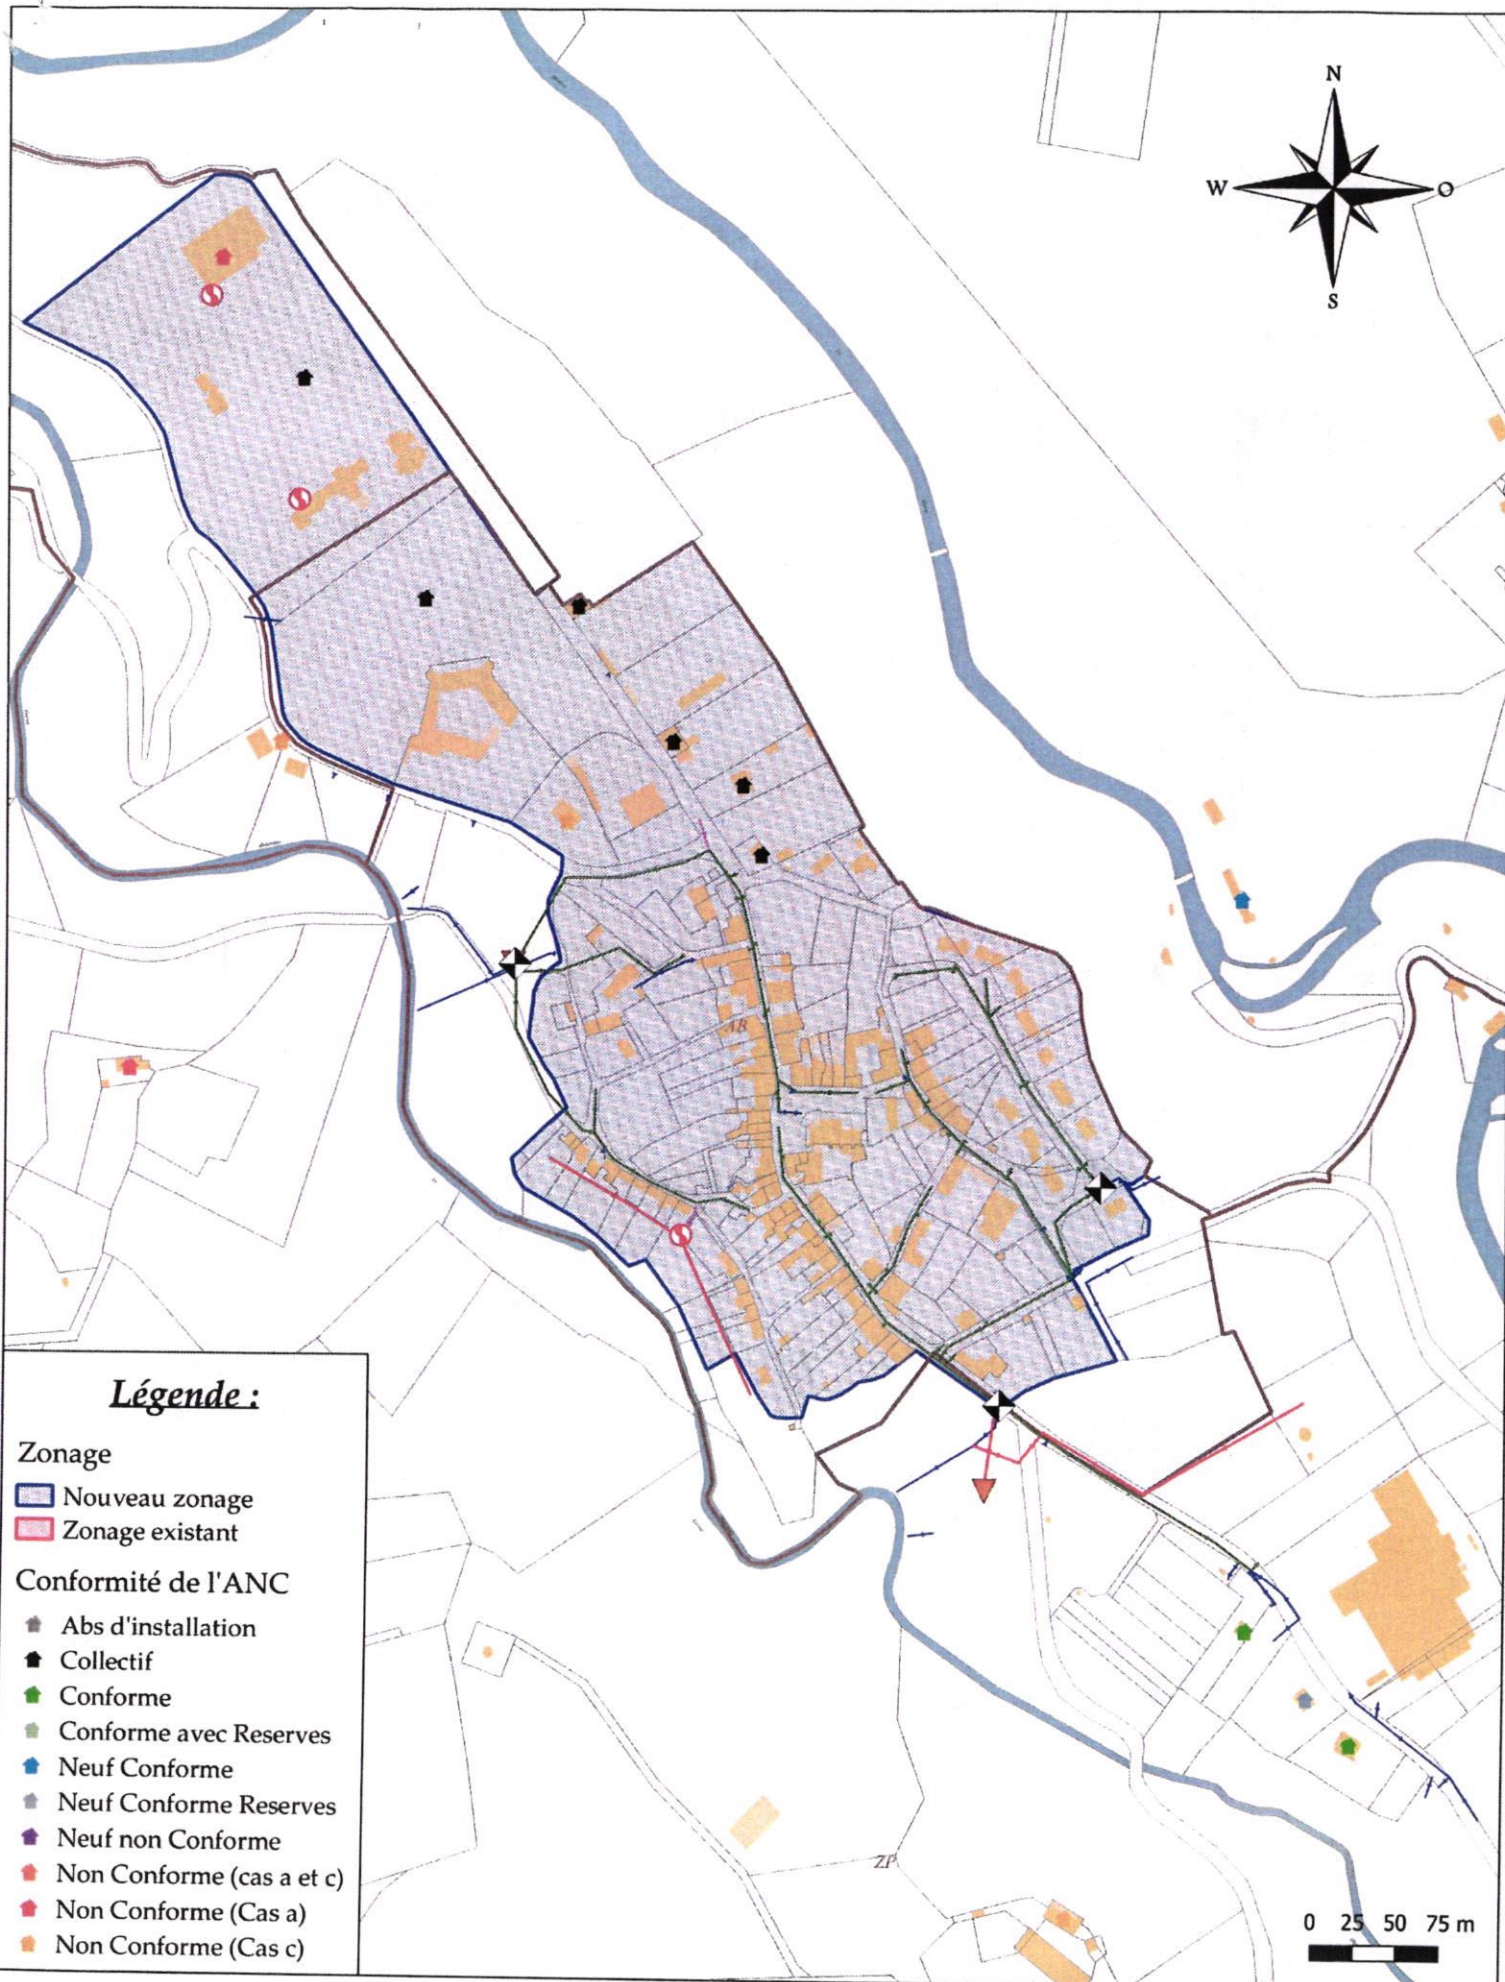 N
W
O
S
AB
Légende :
Zonage
Nouveau zonage
Zonage existant
Conformité de l'ANC
Abs d'installation
Collectif
Conforme
Conforme avec Reserves
Neuf Conforme
Neuf Conforme Reserves
Neuf non Conforme
Non Conforme (cas a et c)
Non Conforme (Cas a)
Non Conforme (Cas c)
ZP
0 25 50 75 m